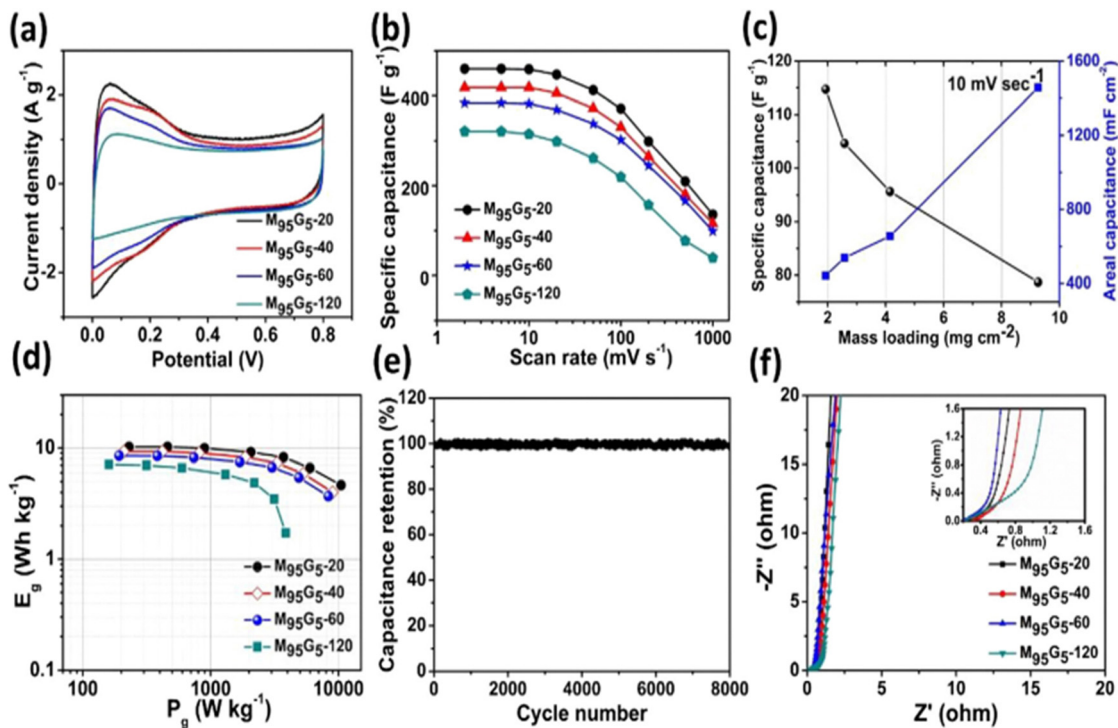 (a)
Current density (A g⁻¹)
2
1
0
-1
-2
M₉₅G₅-20
M₉₅G₅-40
M₉₅G₅-60
M₉₅G₅-120
0.0 0.2 0.4 0.6 0.8
Potential (V)
(b)
Specific capacitance (F g⁻¹)
400
200
0
M₉₅G₅-20
M₉₅G₅-40
M₉₅G₅-60
M₉₅G₅-120
1 10 100 1000
Scan rate (mV s⁻¹)
(c)
Specific capacitance (F g⁻¹)
120
110
100
90
80
10 mV sec⁻¹
1600
1200
800
400
Areal capacitance (mF cm⁻²)
2 4 6 8 10
Mass loading (mg cm⁻²)
(d)
E_g (Wh kg⁻¹)
100
10
1
0.1
M₉₅G₅-20
M₉₅G₅-40
M₉₅G₅-60
M₉₅G₅-120
100 1000 10000
P_g (W kg⁻¹)
(e)
Capacitance retention (%)
120
100
80
60
40
20
0
0 2000 4000 6000 8000
Cycle number
(f)
-Z'' (ohm)
20
15
10
5
0
-Z'' (ohm)
1.6
1.2
0.8
0.4
0.0
0.4 0.8 1.2 1.6
Z' (ohm)
M₉₅G₅-20
M₉₅G₅-40
M₉₅G₅-60
M₉₅G₅-120
0 5 10 15 20
Z' (ohm)